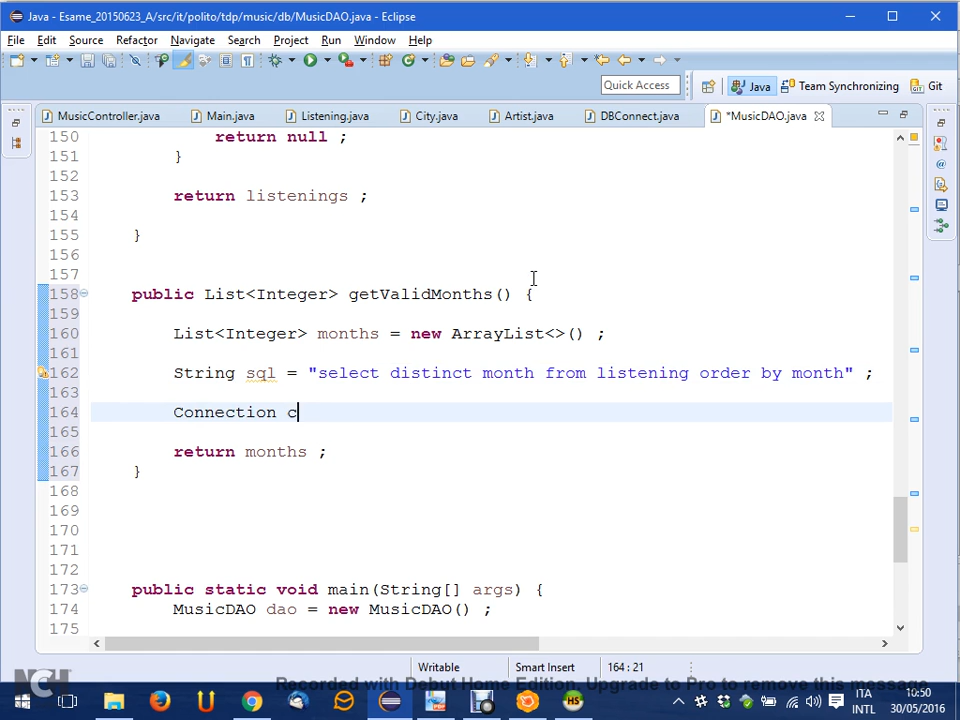 Java - Esame_20150623_A/src/it/polito/tdp/music/db/MusicDAO.java - Eclipse
File Edit Source Refactor Navigate Search Project Run Window Help
Quick Access Java Team Synchronizing Git
MusicController.java Main.java Listening.java City.java Artist.java DBConnect.java *MusicDAO.java
150 return null ;
151 }
152
153 return listenings ;
154
155 }
156
157
158 public List<Integer> getValidMonths() {
159
160 List<Integer> months = new ArrayList<>() ;
161
162 String sql = "select distinct month from listening order by month" ;
163
164 Connection c
165
166 return months ;
167 }
168
169
170
171
172
173 public static void main(String[] args) {
174 MusicDAO dao = new MusicDAO() ;
175
Writable Smart Insert 164 : 21
NCH Recorded with Debut Home Edition. Upgrade to Pro to remove this message
ITA 10:50
INTL 30/05/2016